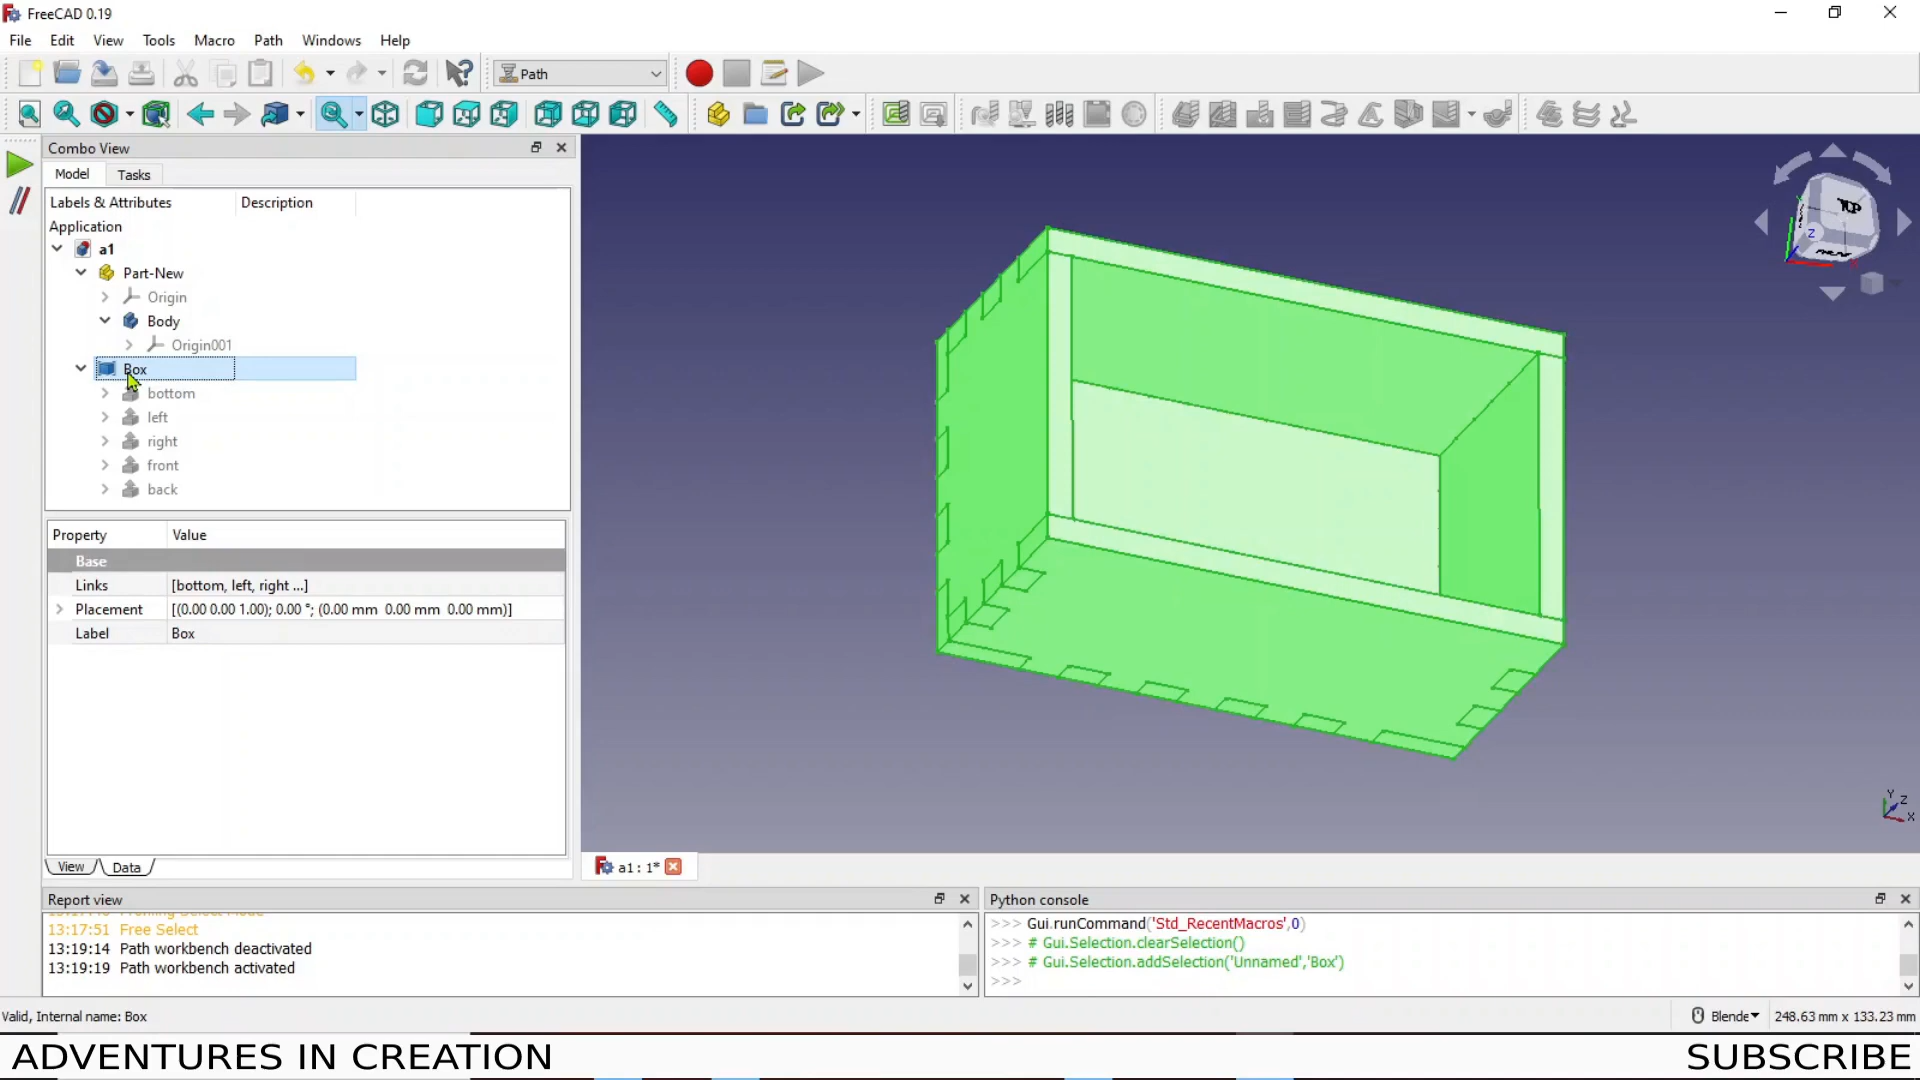 FreeCAD 0.19
File Edit View Tools Macro Path Windows Help
Path
Combo View
Model Tasks
Labels & Attributes Description
Application
a1
Part-New
Origin
Body
Origin001
Box
bottom
left
right
front
back
Property Value
Base
Links [bottom, left, right ...]
Placement [(0.00 0.00 1.00); 0.00 °; (0.00 mm 0.00 mm 0.00 mm)]
Label Box
View Data
TOP
Z
Y
Z
X
a1 : 1*
Report view
13:17:51 Free Select
13:19:14 Path workbench deactivated
13:19:19 Path workbench activated
Python console
>>> Gui.runCommand('Std_RecentMacros',0)
>>> # Gui.Selection.clearSelection()
>>> # Gui.Selection.addSelection('Unnamed','Box')
>>>
Valid, Internal name: Box
Blende 248.63 mm x 133.23 mm
ADVENTURES IN CREATION
SUBSCRIBE